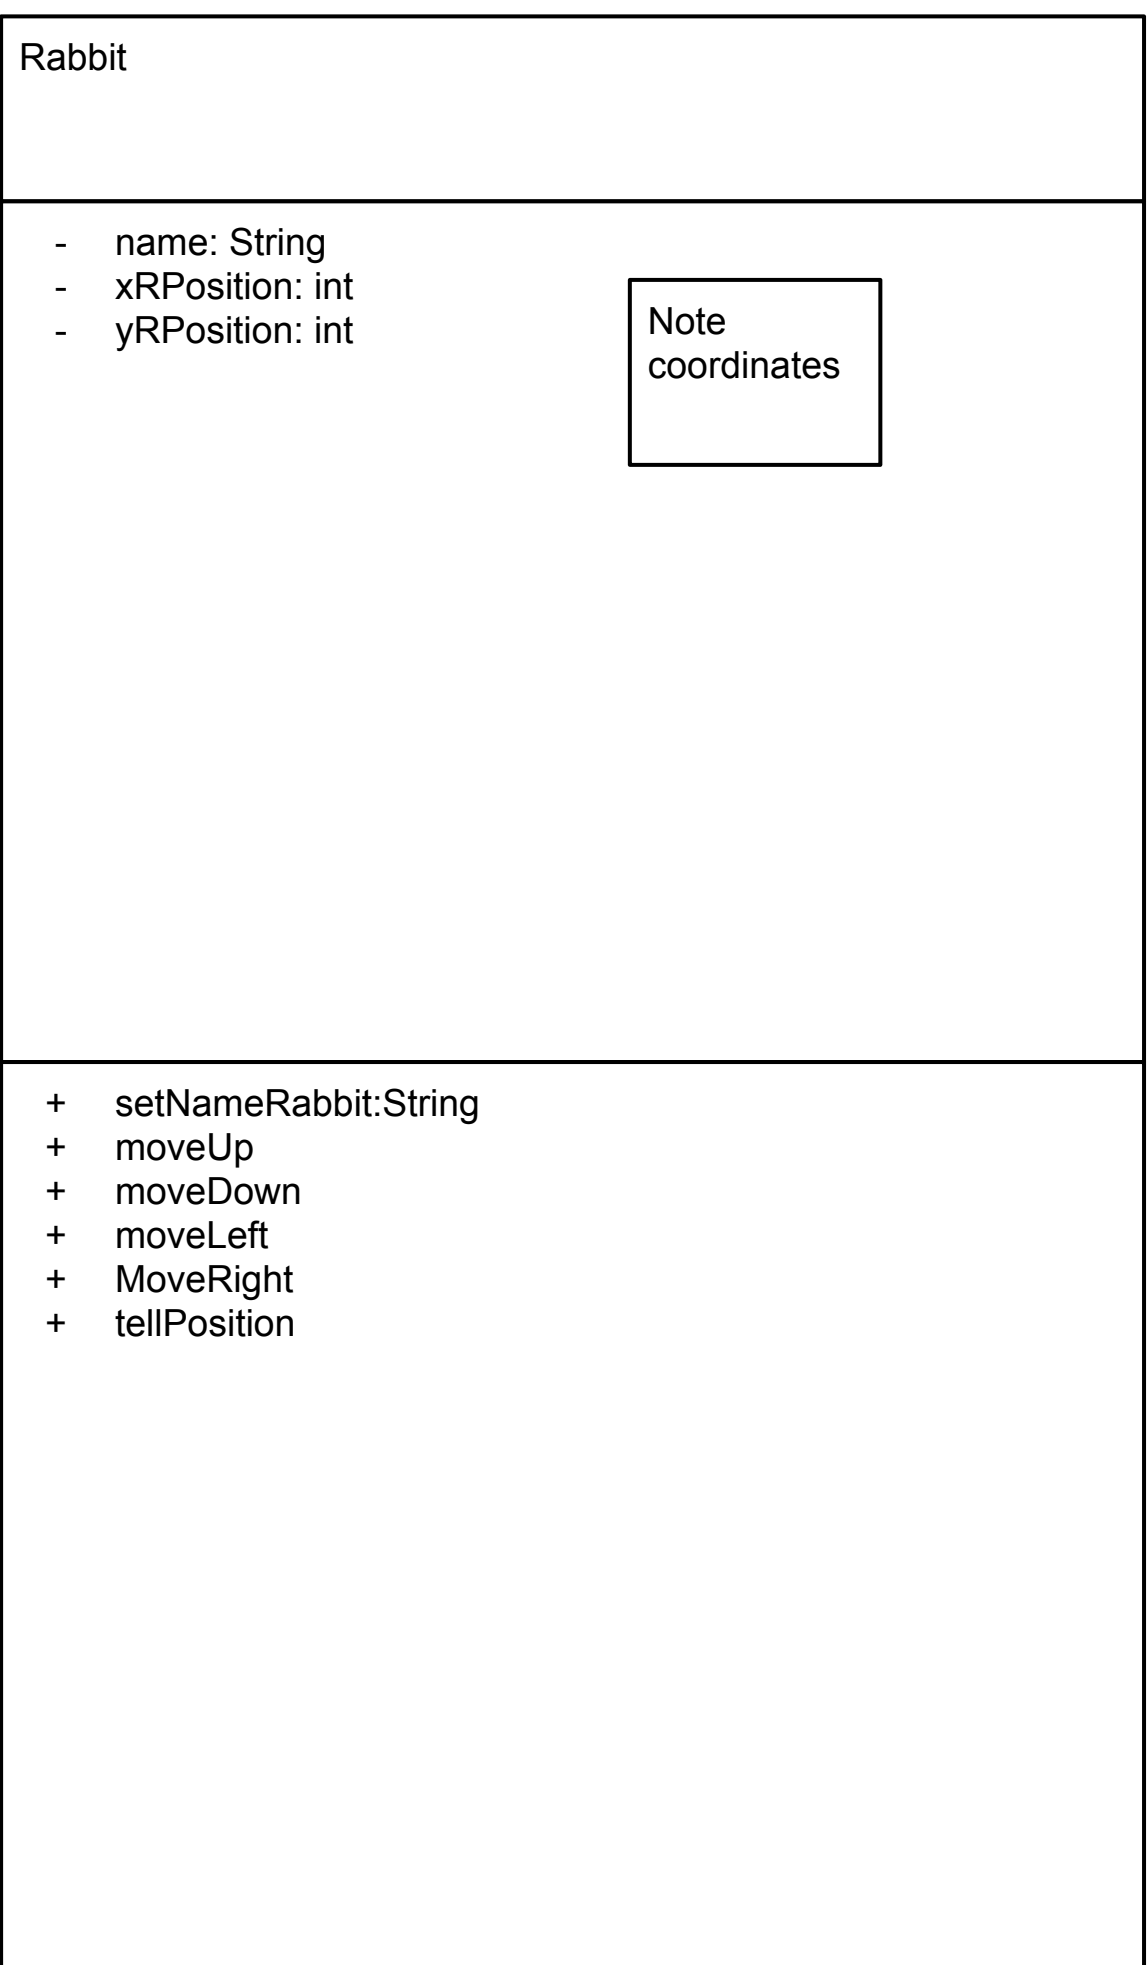 Rabbit
- name: String
- xRPosition: int
- yRPosition: int
Note
coordinates
+ setNameRabbit:String
+ moveUp
+ moveDown
+ moveLeft
+ MoveRight
+ tellPosition